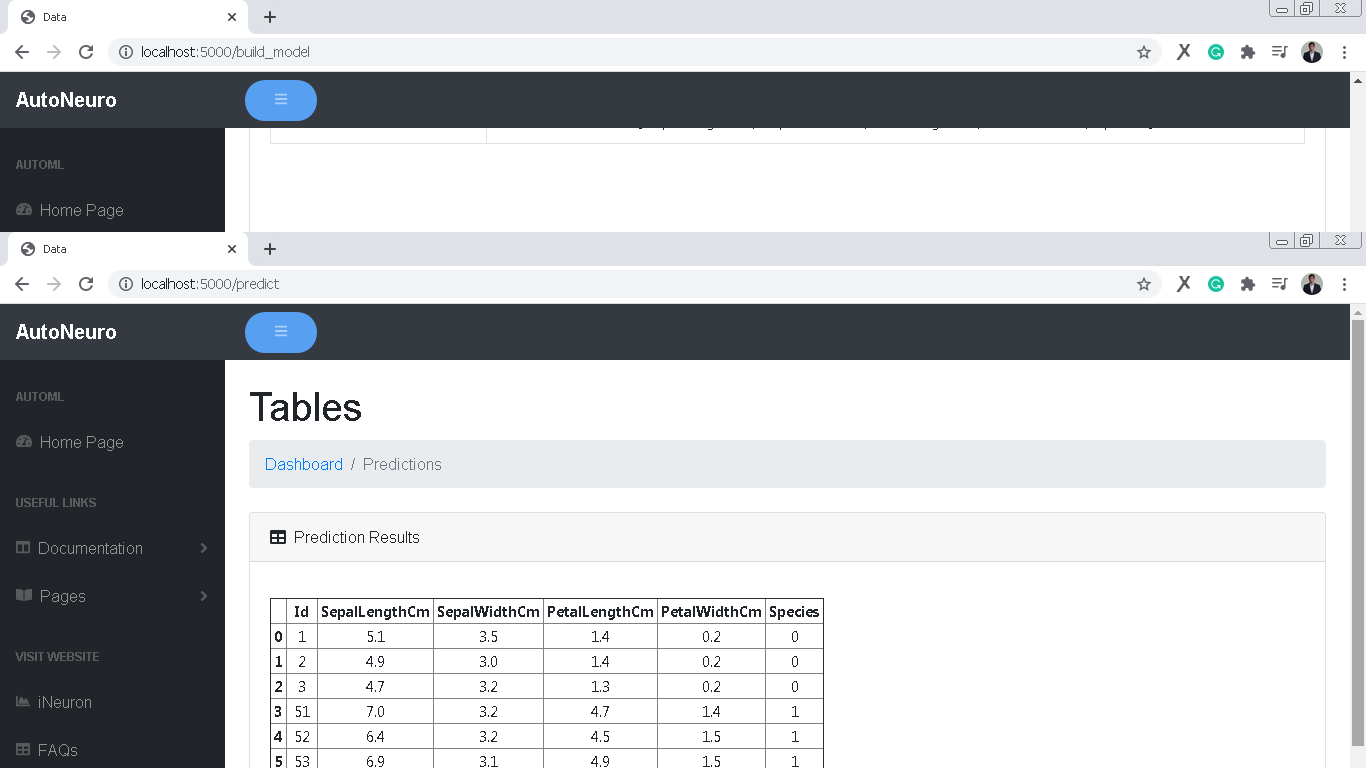 Data
localhost:5000/build_model
AutoNeuro
AUTOML
Home Page
Data
localhost:5000/predict
AutoNeuro
AUTOML
Home Page
USEFUL LINKS
Documentation
Pages
VISIT WEBSITE
iNeuron
FAQs
Tables
Dashboard / Predictions
Prediction Results
Id SepalLengthCm SepalWidthCm PetalLengthCm PetalWidthCm Species
0 1 5.1 3.5 1.4 0.2 0
1 2 4.9 3.0 1.4 0.2 0
2 3 4.7 3.2 1.3 0.2 0
3 51 7.0 3.2 4.7 1.4 1
4 52 6.4 3.2 4.5 1.5 1
5 53 6.9 3.1 4.9 1.5 1